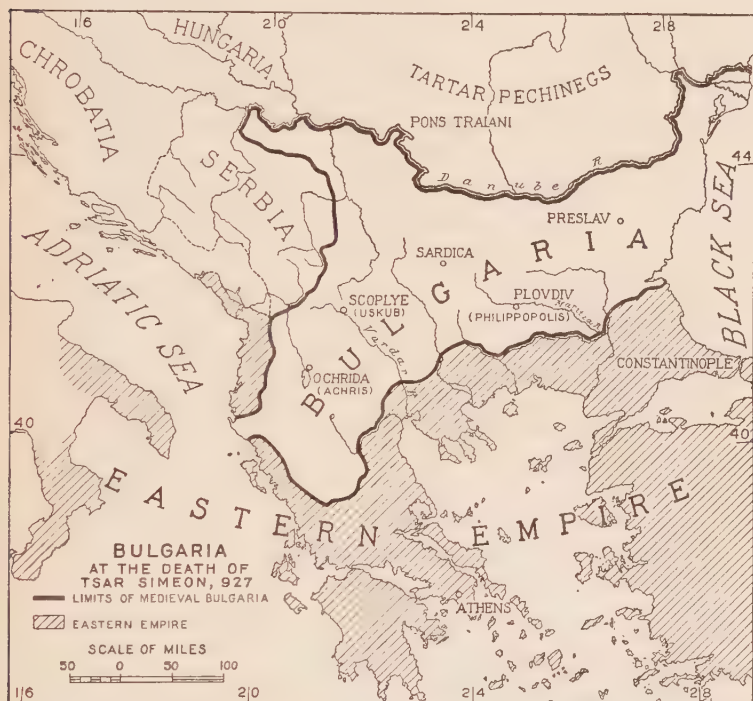 16 20 24 28
HUNGARIA
CHROBATIA
TARTAR PECHINEGS
PONS TRAIANI
44
Danube R
SERBIA
BLACK SEA
PRESLAV
ADRIATIC SEA
SARDICA
BULGARIA
SCOPLYE
(USKUB)
PLOVDIV
(PHILIPPOPOLIS)
Vardar R
CONSTANTINOPLE
OCHRIDA
(ACHRIS)
40 40
EASTERN EMPIRE
BULGARIA
AT THE DEATH OF
TSAR SIMEON, 927
LIMITS OF MEDIEVAL BULGARIA
EASTERN EMPIRE
ATHENS
SCALE OF MILES
50 0 50 100
16 20 24 28